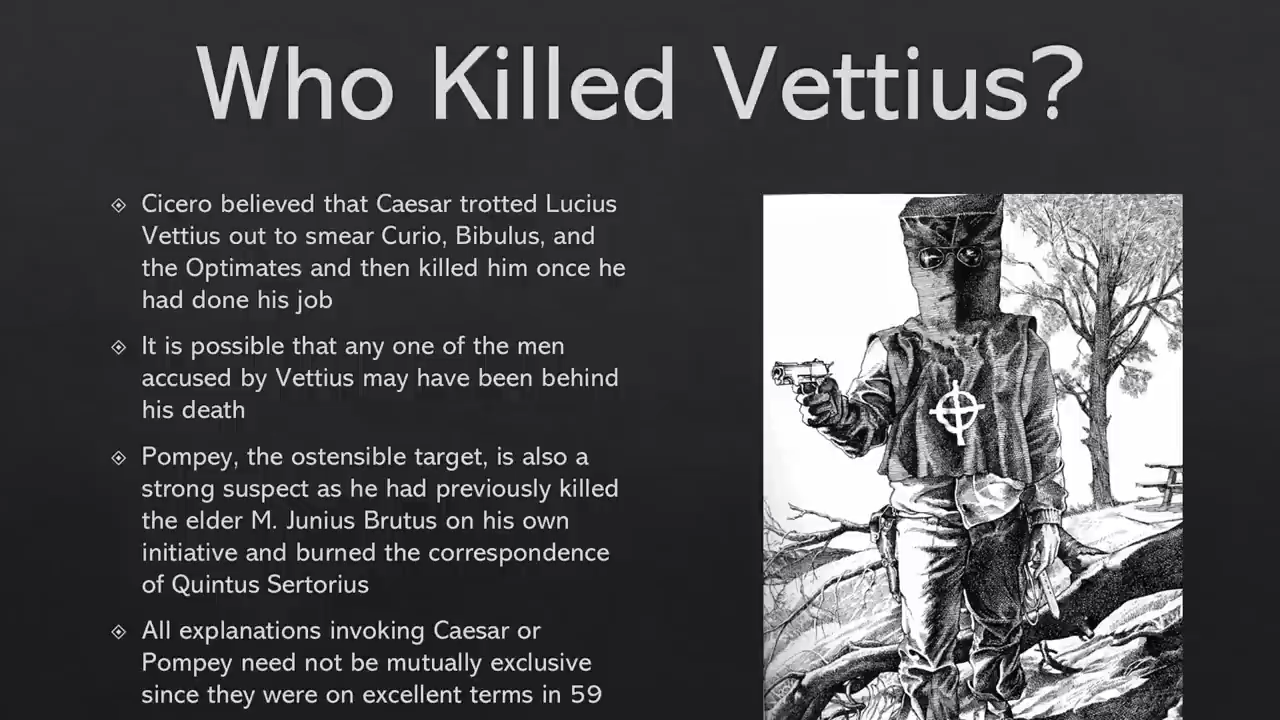 Who Killed Vettius?
Cicero believed that Caesar trotted Lucius
Vettius out to smear Curio, Bibulus, and
the Optimates and then killed him once he
had done his job
It is possible that any one of the men
accused by Vettius may have been behind
his death
Pompey, the ostensible target, is also a
strong suspect as he had previously killed
the elder M. Junius Brutus on his own
initiative and burned the correspondence
of Quintus Sertorius
All explanations invoking Caesar or
Pompey need not be mutually exclusive
since they were on excellent terms in 59